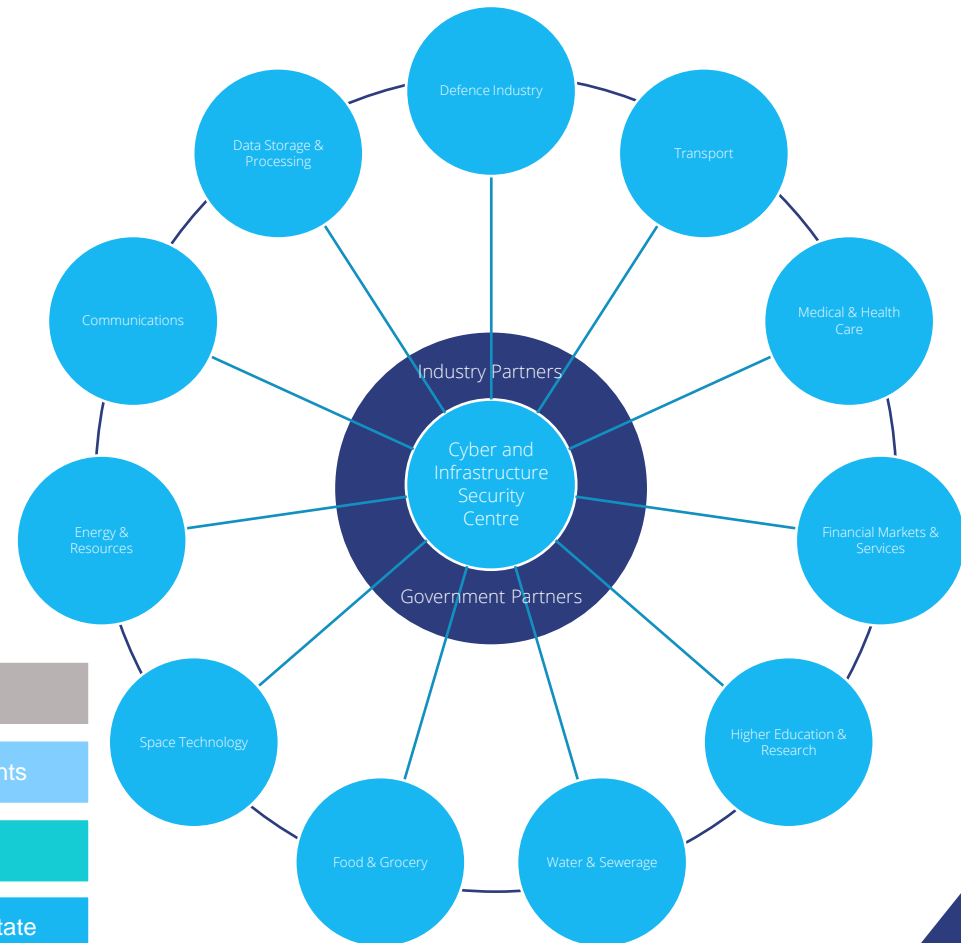 Defence Industry
Data Storage &
Processing
Transport
Communications
Medical & Health
Care
Industry Partners
Cyber and
Infrastructure
Security
Centre
Energy &
Resources
Financial Markets &
Services
Government Partners
Space Technology
Higher Education &
Research
nts
Food & Grocery
Water & Sewerage
tate